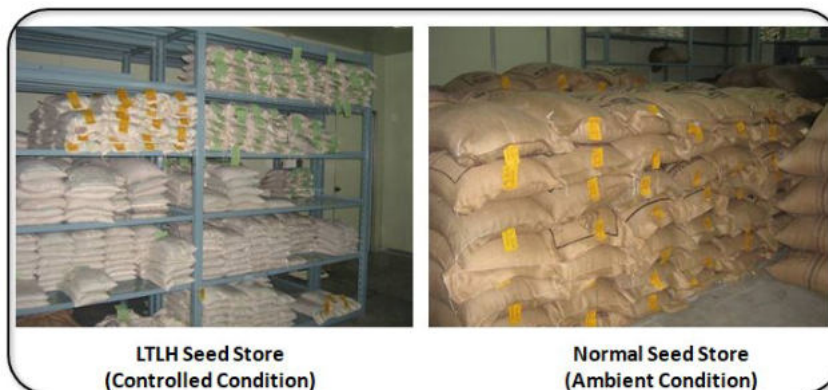 LTLH Seed Store
(Controlled Condition)
Normal Seed Store
(Ambient Condition)